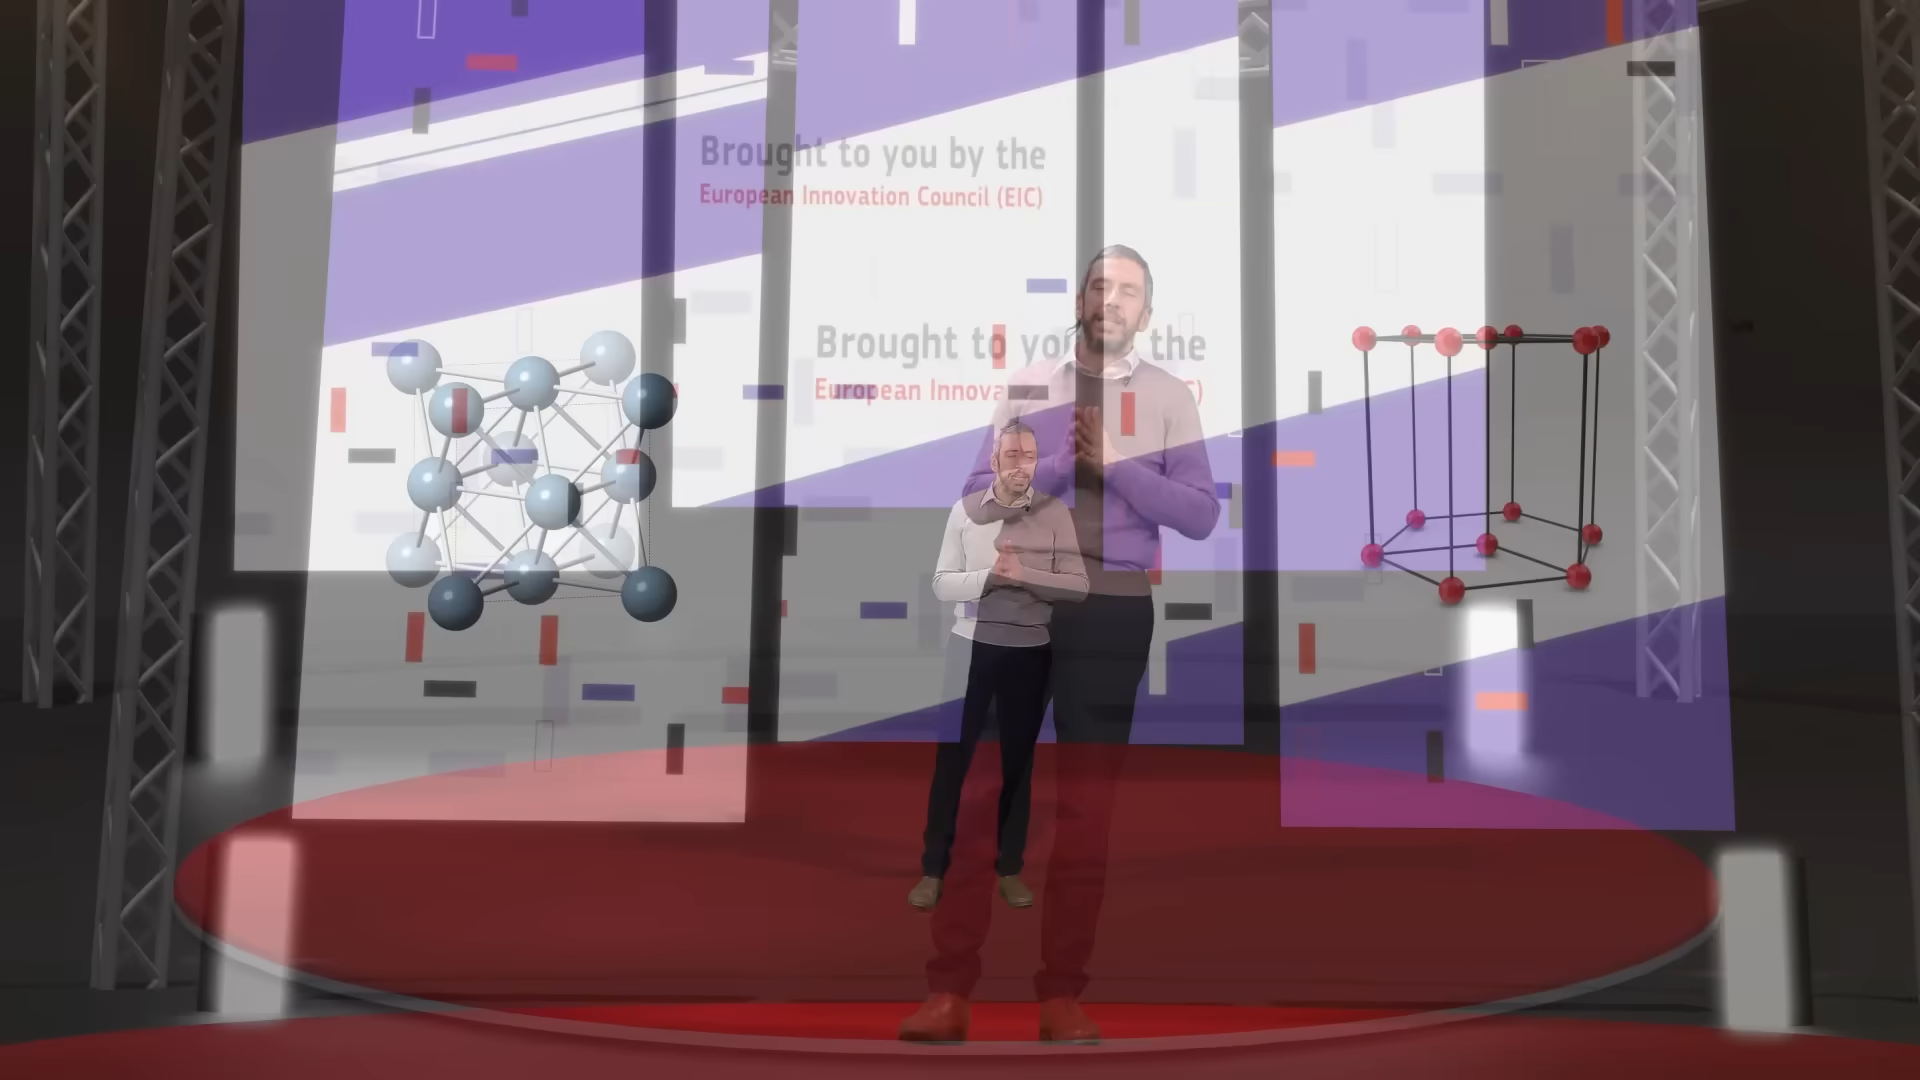 Brought to you by the
European Innovation Council (EIC)
Brought to yo the
European Innova